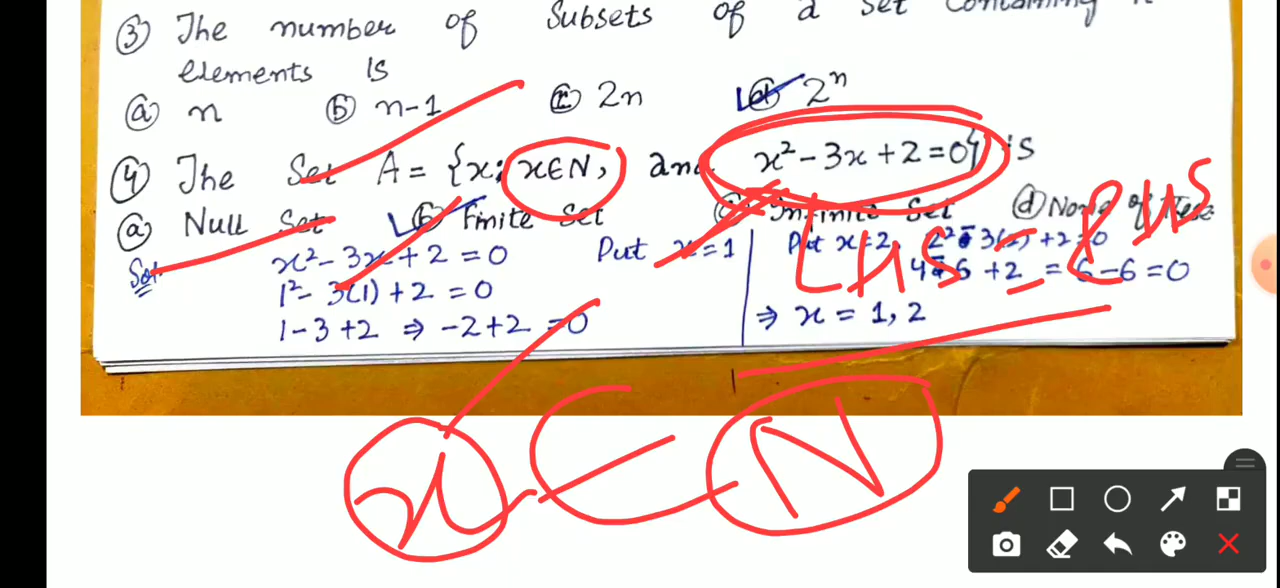 ③ The number of Subsets of a Set containing n
elements is
ⓐ n ⓑ n-1 ⓒ 2n ⓓ 2ⁿ
④ The Set A = {x: x∈N, and x² - 3x + 2 = 0} is
ⓐ Null Set ⓑ Finite Set ⓒ Infinite Set ⓓ None of these
Sol. x² - 3x + 2 = 0 Put x = 1
1² - 3(1) + 2 = 0
1 - 3 + 2 ⇒ -2 + 2 = 0
Put x = 2, 2² - 3(2) + 2 = 0
4 - 6 + 2 = 6 - 6 = 0
⇒ x = 1, 2
LHS = RHS
x ∈ N